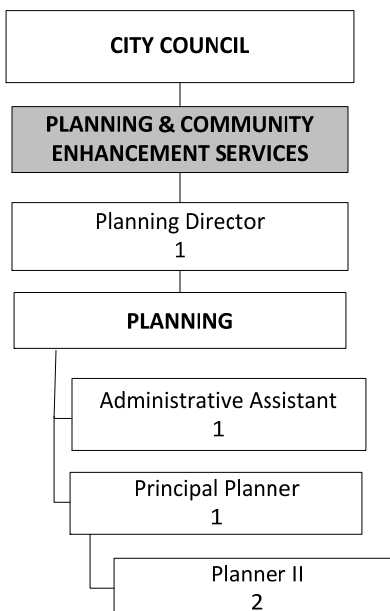 CITY COUNCIL
PLANNING & COMMUNITY
ENHANCEMENT SERVICES
Planning Director
1
PLANNING
Administrative Assistant
1
Principal Planner
1
Planner II
2